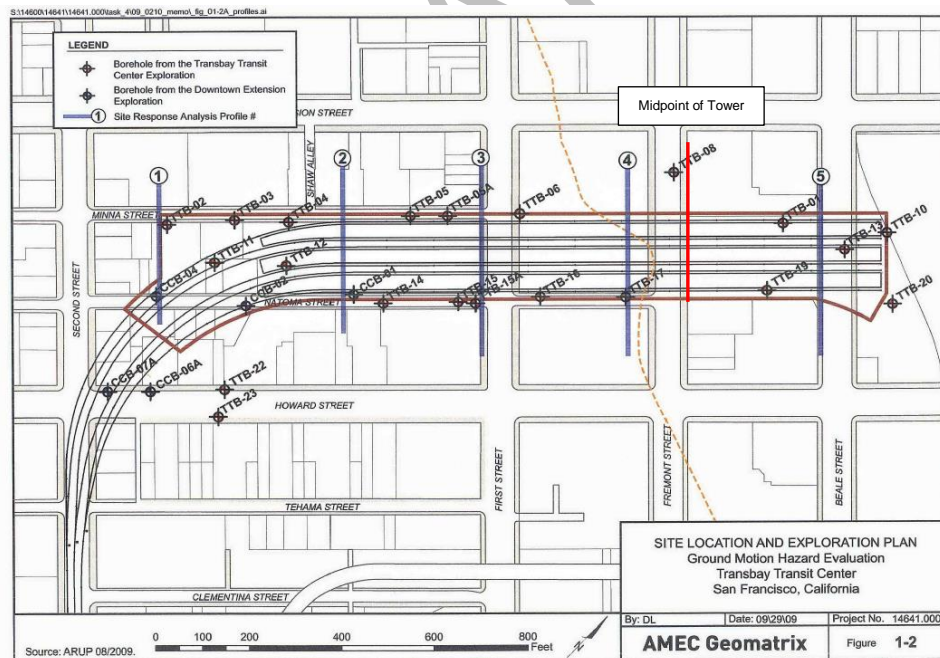 S:\14600\14641\14641.000\task_4\09_0210_memo\_fig_01-2A_profiles.ai
LEGEND
Borehole from the Transbay Transit
Center Exploration
Borehole from the Downtown Extension
Exploration
1 Site Response Analysis Profile #
SION STREET
Midpoint of Tower
SHAW ALLEY
1
2
3
4
5
TTB-08
MINNA STREET
TTB-02
TTB-03
TTB-04
TTB-05
TTB-05A
TTB-06
TTB-01
TTB-10
TTB-13
TTB-11
TTB-12
CCB-04
CCB-02
CCB-01
TTB-14
TTB-15
TTB-15A
TTB-16
TTB-17
TTB-19
TTB-20
NATOMA STREET
SECOND STREET
CCB-07A
CCB-06A
TTB-22
TTB-23
HOWARD STREET
FIRST STREET
FREMONT STREET
BEALE STREET
TEHAMA STREET
CLEMENTINA STREET
SITE LOCATION AND EXPLORATION PLAN
Ground Motion Hazard Evaluation
Transbay Transit Center
San Francisco, California
By: DL Date: 09\29\09 Project No. 14641.000
AMEC Geomatrix Figure 1-2
0 100 200 400 600 800 Feet
N
Source: ARUP 08/2009.